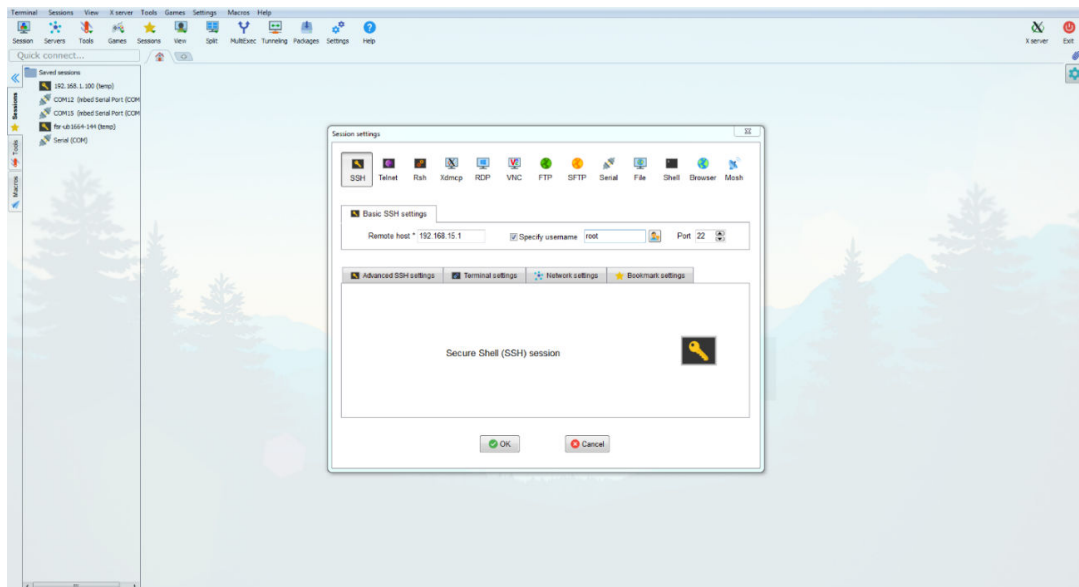 Terminal Sessions View X server Tools Games Settings Macros Help
Session Servers Tools Games Sessions View Split MultiExec Tunneling Packages Settings Help X server Exit
Quick connect...
Saved sessions
192.168.1.100 (temp)
COM12 (mbed Serial Port (COM
COM15 (mbed Serial Port (COM
Serial (COM)
Sessions
Tools
Macros
Session settings
SSH Telnet Rsh Xdmcp RDP VNC FTP SFTP Serial File Shell Browser Mosh
Basic SSH settings
Remote host * 192.168.15.1 Specify username root Port 22
Advanced SSH settings Terminal settings Network settings Bookmark settings
Secure Shell (SSH) session
OK Cancel